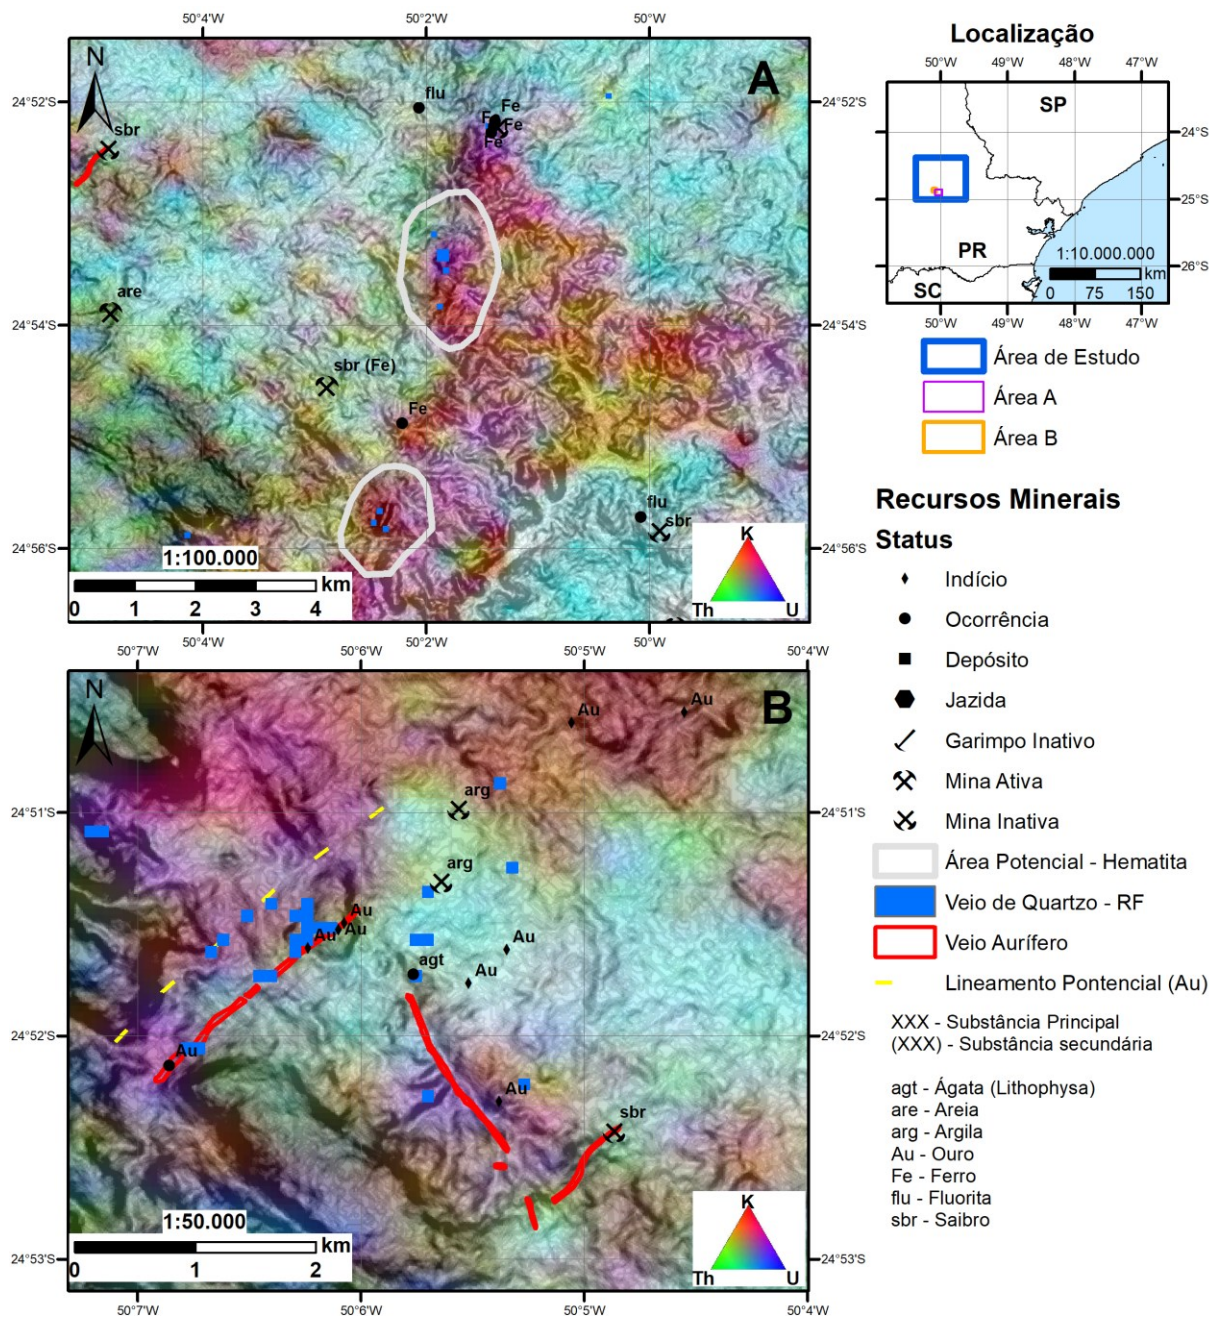 50°4'W
50°2'W
50°W
N
A
24°52'S
24°52'S
flu
Fe
Fe
Fe
sbr
are
24°54'S
24°54'S
sbr (Fe)
Fe
flu
sbr
24°56'S
24°56'S
1:100.000
km
0 1 2 3 4
K
Th U
50°4'W
50°2'W
50°W
50°7'W
50°6'W
50°5'W
50°4'W
N
B
Au
Au
24°51'S
24°51'S
arg
arg
Au
Au
Au
Au
Au
agt
24°52'S
24°52'S
Au
Au
sbr
1:50.000
km
0 1 2
K
Th U
24°53'S
24°53'S
50°7'W
50°6'W
50°5'W
50°4'W
Localização
50°W 48°W 48°W 47°W
SP
24°S
25°S
26°S
PR
SC
1:10.000.000
km
0 75 150
50°W 49°W 48°W 47°W
Área de Estudo
Área A
Área B
Recursos Minerais
Status
Indício
Ocorrência
Depósito
Jazida
Garimpo Inativo
Mina Ativa
Mina Inativa
Área Potencial - Hematita
Veio de Quartzo - RF
Veio Aurífero
Lineamento Pontencial (Au)
XXX - Substância Principal
(XXX) - Substância secundária
agt - Ágata (Lithophysa)
are - Areia
arg - Argila
Au - Ouro
Fe - Ferro
flu - Fluorita
sbr - Saibro